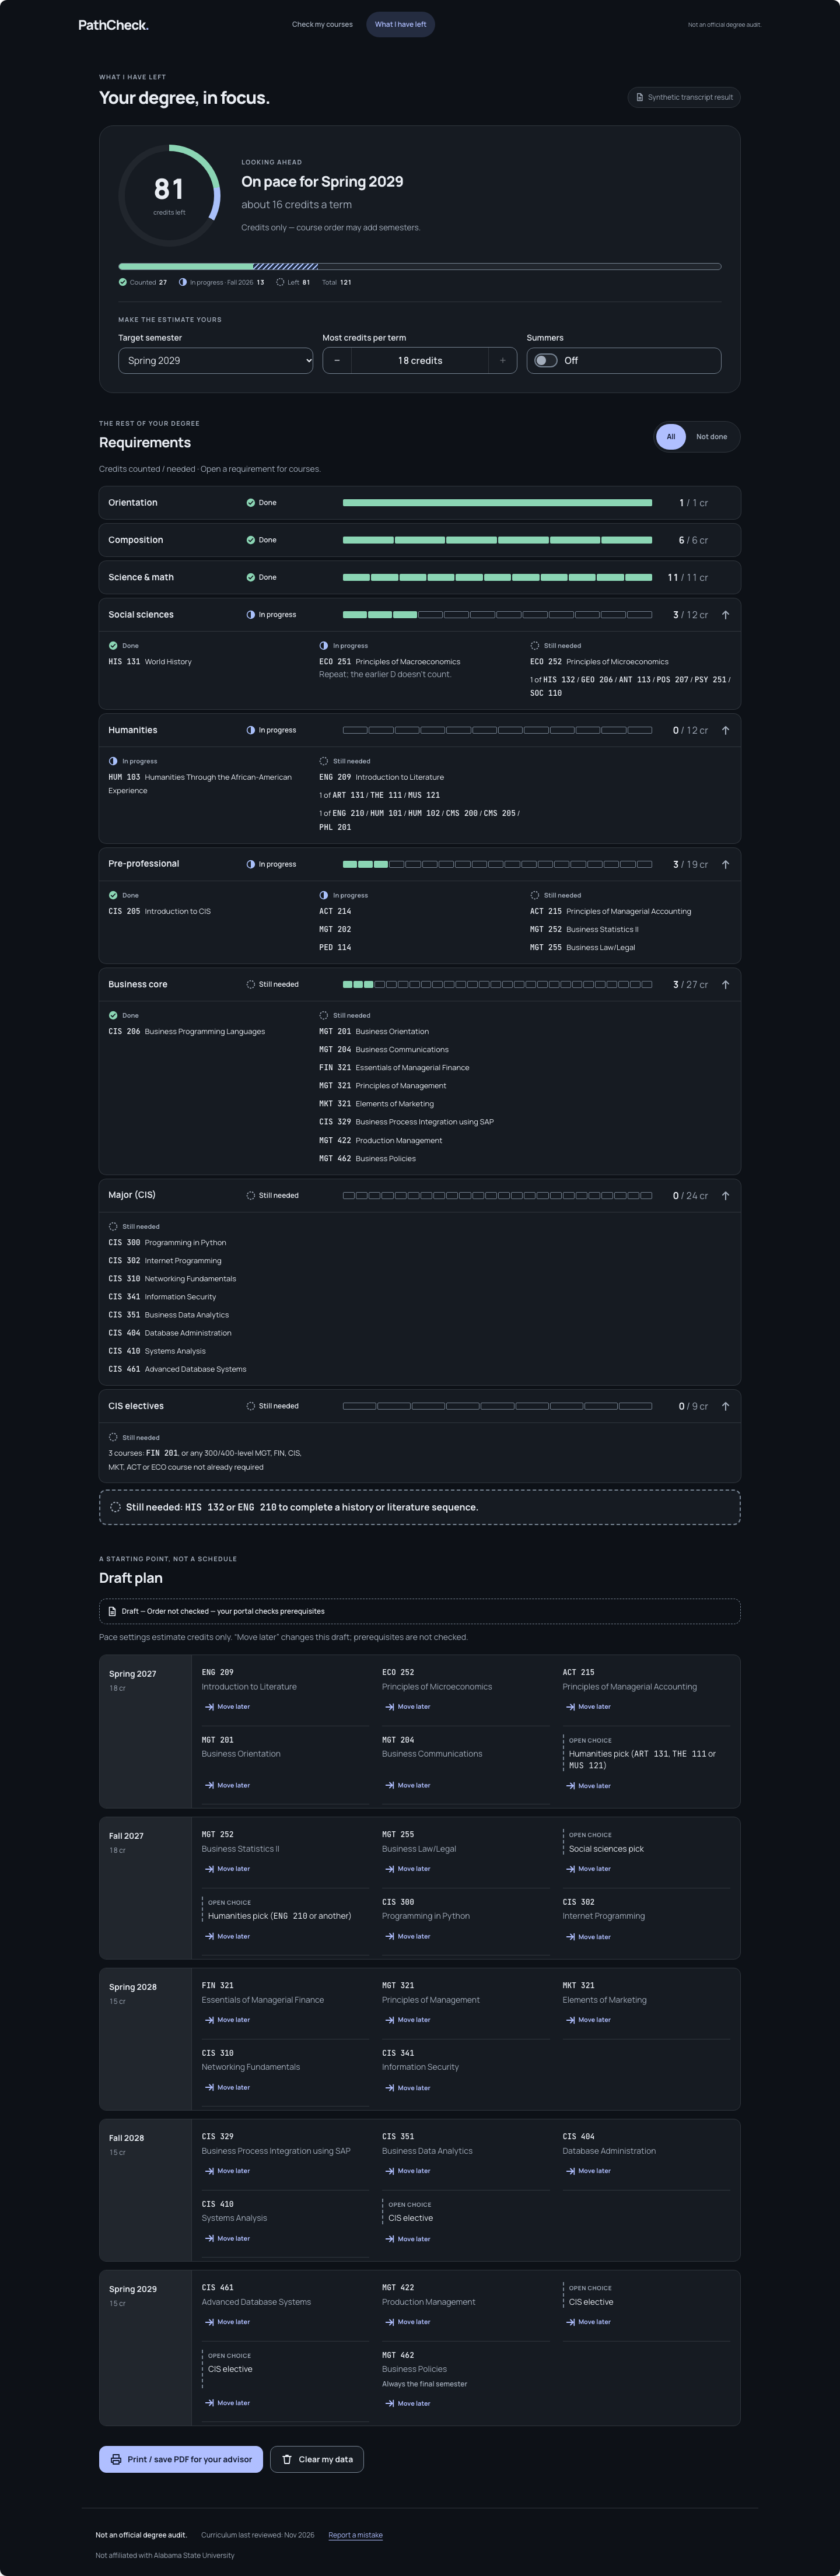 PathCheck.
Check my courses
What I have left
Not an official degree audit.
WHAT I HAVE LEFT
Your degree, in focus.
Synthetic transcript result
81
credits left
LOOKING AHEAD
On pace for Spring 2029
about 16 credits a term
Credits only — course order may add semesters.
Counted 27
In progress · Fall 2026 13
Left 81
Total 121
MAKE THE ESTIMATE YOURS
Target semester
Most credits per term
Summers
Spring 2029
− 18 credits +
Off
THE REST OF YOUR DEGREE
Requirements
All
Not done
Credits counted / needed · Open a requirement for courses.
Orientation Done 1 / 1 cr
Composition Done 6 / 6 cr
Science & math Done 11 / 11 cr
Social sciences In progress 3 / 12 cr
Done
HIS 131 World History
In progress
ECO 251 Principles of Macroeconomics
Repeat; the earlier D doesn't count.
Still needed
ECO 252 Principles of Microeconomics
1 of HIS 132 / GEO 206 / ANT 113 / POS 207 / PSY 251 /
SOC 110
Humanities In progress 0 / 12 cr
In progress
HUM 103 Humanities Through the African-American
Experience
Still needed
ENG 209 Introduction to Literature
1 of ART 131 / THE 111 / MUS 121
1 of ENG 210 / HUM 101 / HUM 102 / CMS 200 / CMS 205 /
PHL 201
Pre-professional In progress 3 / 19 cr
Done
CIS 205 Introduction to CIS
In progress
ACT 214
MGT 202
PED 114
Still needed
ACT 215 Principles of Managerial Accounting
MGT 252 Business Statistics II
MGT 255 Business Law/Legal
Business core Still needed 3 / 27 cr
Done
CIS 206 Business Programming Languages
Still needed
MGT 201 Business Orientation
MGT 204 Business Communications
FIN 321 Essentials of Managerial Finance
MGT 321 Principles of Management
MKT 321 Elements of Marketing
CIS 329 Business Process Integration using SAP
MGT 422 Production Management
MGT 462 Business Policies
Major (CIS) Still needed 0 / 24 cr
Still needed
CIS 300 Programming in Python
CIS 302 Internet Programming
CIS 310 Networking Fundamentals
CIS 341 Information Security
CIS 351 Business Data Analytics
CIS 404 Database Administration
CIS 410 Systems Analysis
CIS 461 Advanced Database Systems
CIS electives Still needed 0 / 9 cr
Still needed
3 courses: FIN 201, or any 300/400-level MGT, FIN, CIS,
MKT, ACT or ECO course not already required
Still needed: HIS 132 or ENG 210 to complete a history or literature sequence.
A STARTING POINT, NOT A SCHEDULE
Draft plan
Draft — Order not checked — your portal checks prerequisites
Pace settings estimate credits only. "Move later" changes this draft; prerequisites are not checked.
Spring 2027
18 cr
ENG 209
Introduction to Literature
Move later
ECO 252
Principles of Microeconomics
Move later
ACT 215
Principles of Managerial Accounting
Move later
MGT 201
Business Orientation
Move later
MGT 204
Business Communications
Move later
OPEN CHOICE
Humanities pick (ART 131, THE 111 or
MUS 121)
Move later
Fall 2027
18 cr
MGT 252
Business Statistics II
Move later
MGT 255
Business Law/Legal
Move later
OPEN CHOICE
Social sciences pick
Move later
OPEN CHOICE
Humanities pick (ENG 210 or another)
Move later
CIS 300
Programming in Python
Move later
CIS 302
Internet Programming
Move later
Spring 2028
15 cr
FIN 321
Essentials of Managerial Finance
Move later
MGT 321
Principles of Management
Move later
MKT 321
Elements of Marketing
Move later
CIS 310
Networking Fundamentals
Move later
CIS 341
Information Security
Move later
Fall 2028
15 cr
CIS 329
Business Process Integration using SAP
Move later
CIS 351
Business Data Analytics
Move later
CIS 404
Database Administration
Move later
CIS 410
Systems Analysis
Move later
OPEN CHOICE
CIS elective
Move later
Spring 2029
15 cr
CIS 461
Advanced Database Systems
Move later
MGT 422
Production Management
Move later
OPEN CHOICE
CIS elective
Move later
OPEN CHOICE
CIS elective
Move later
MGT 462
Business Policies
Always the final semester
Move later
Print / save PDF for your advisor
Clear my data
Not an official degree audit.
Curriculum last reviewed: Nov 2026
Report a mistake
Not affiliated with Alabama State University